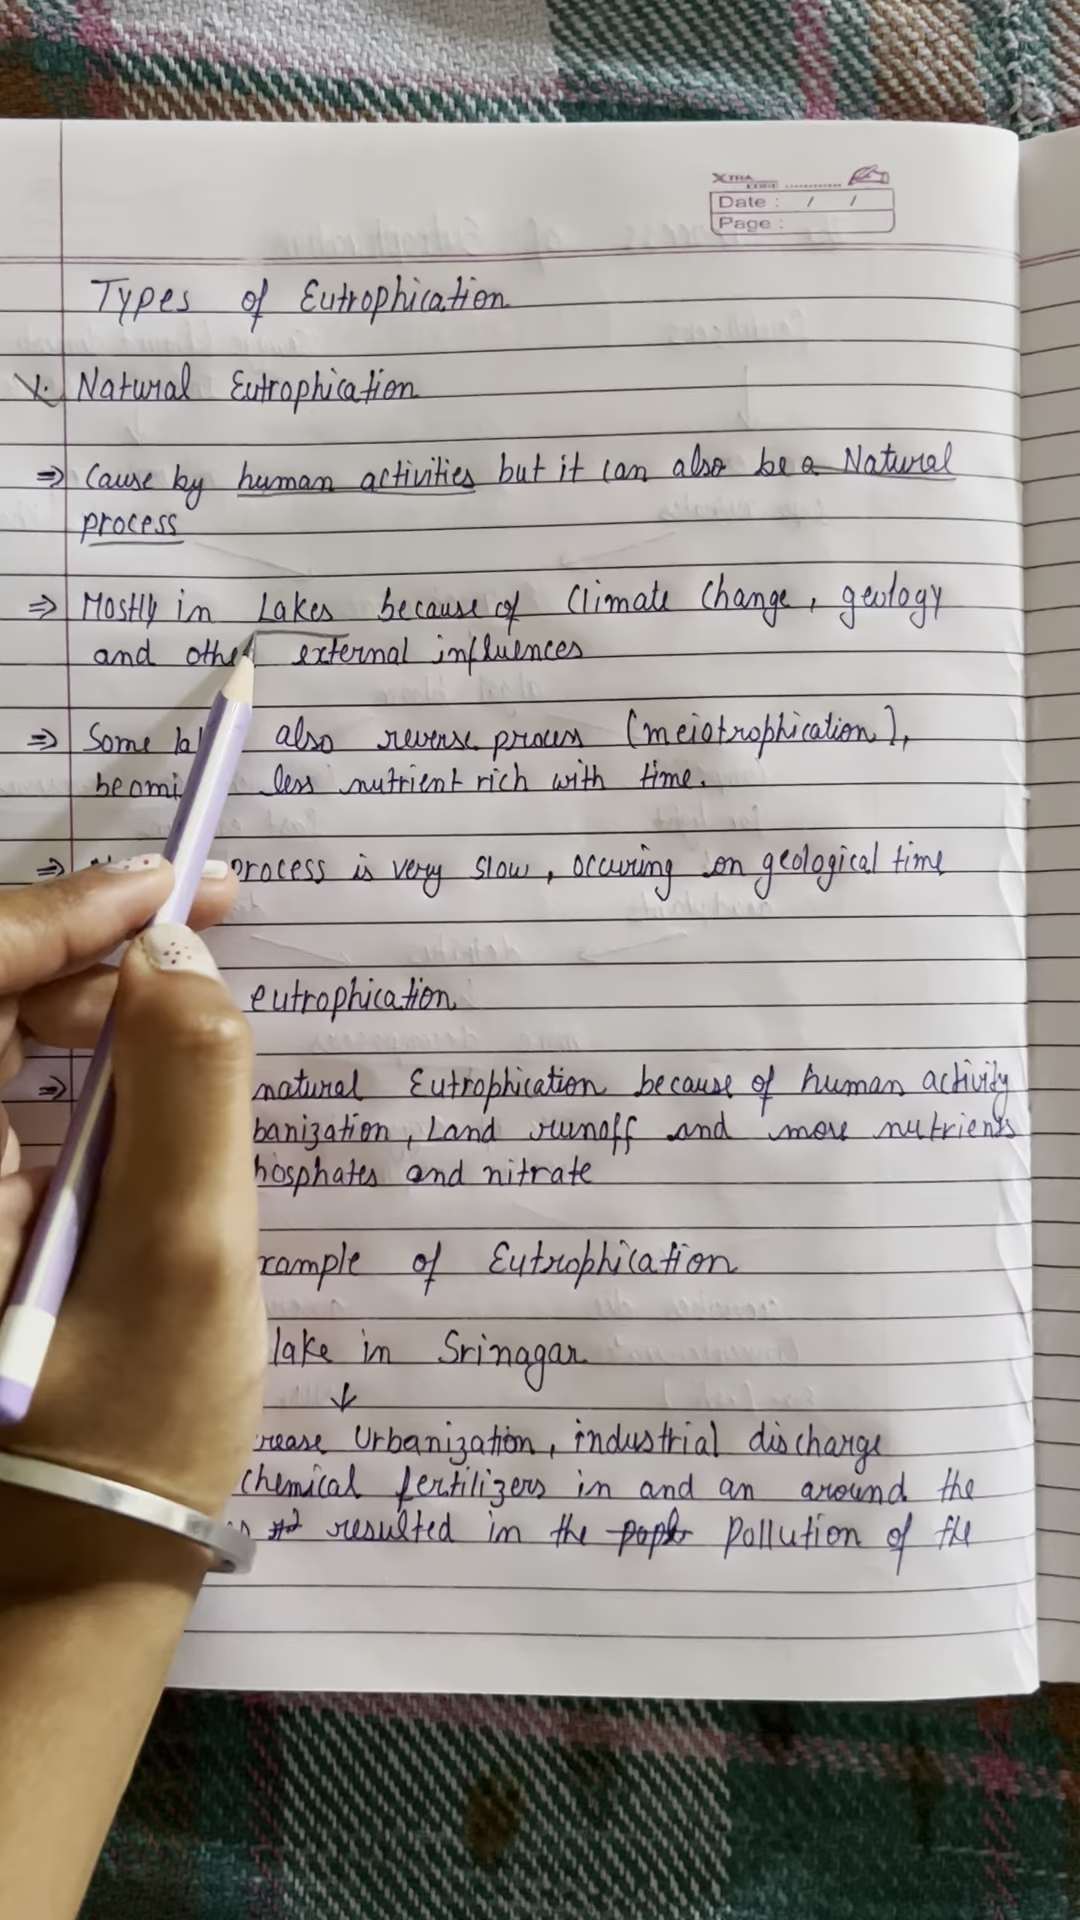 XTRA
EDGE
Date : / /
Page :
Types of Eutrophication
Natural Eutrophication
⇒ Cause by human activities but it can also be a Natural
process
⇒ Mostly in Lakes because of Climate Change, geology
and other external influences
⇒ Some also reverse process (meiotrophication),
less nutrient rich with time.
⇒ process is very slow, occuring on geological time
eutrophication
⇒ natural Eutrophication because of human activity
banization, Land runoff and more nutrients
hosphates and nitrate
xample of Eutrophication
lake in Srinagar
↓
rease Urbanization, industrial discharge
chemical fertilizers in and an around the
resulted in the Pollution of the